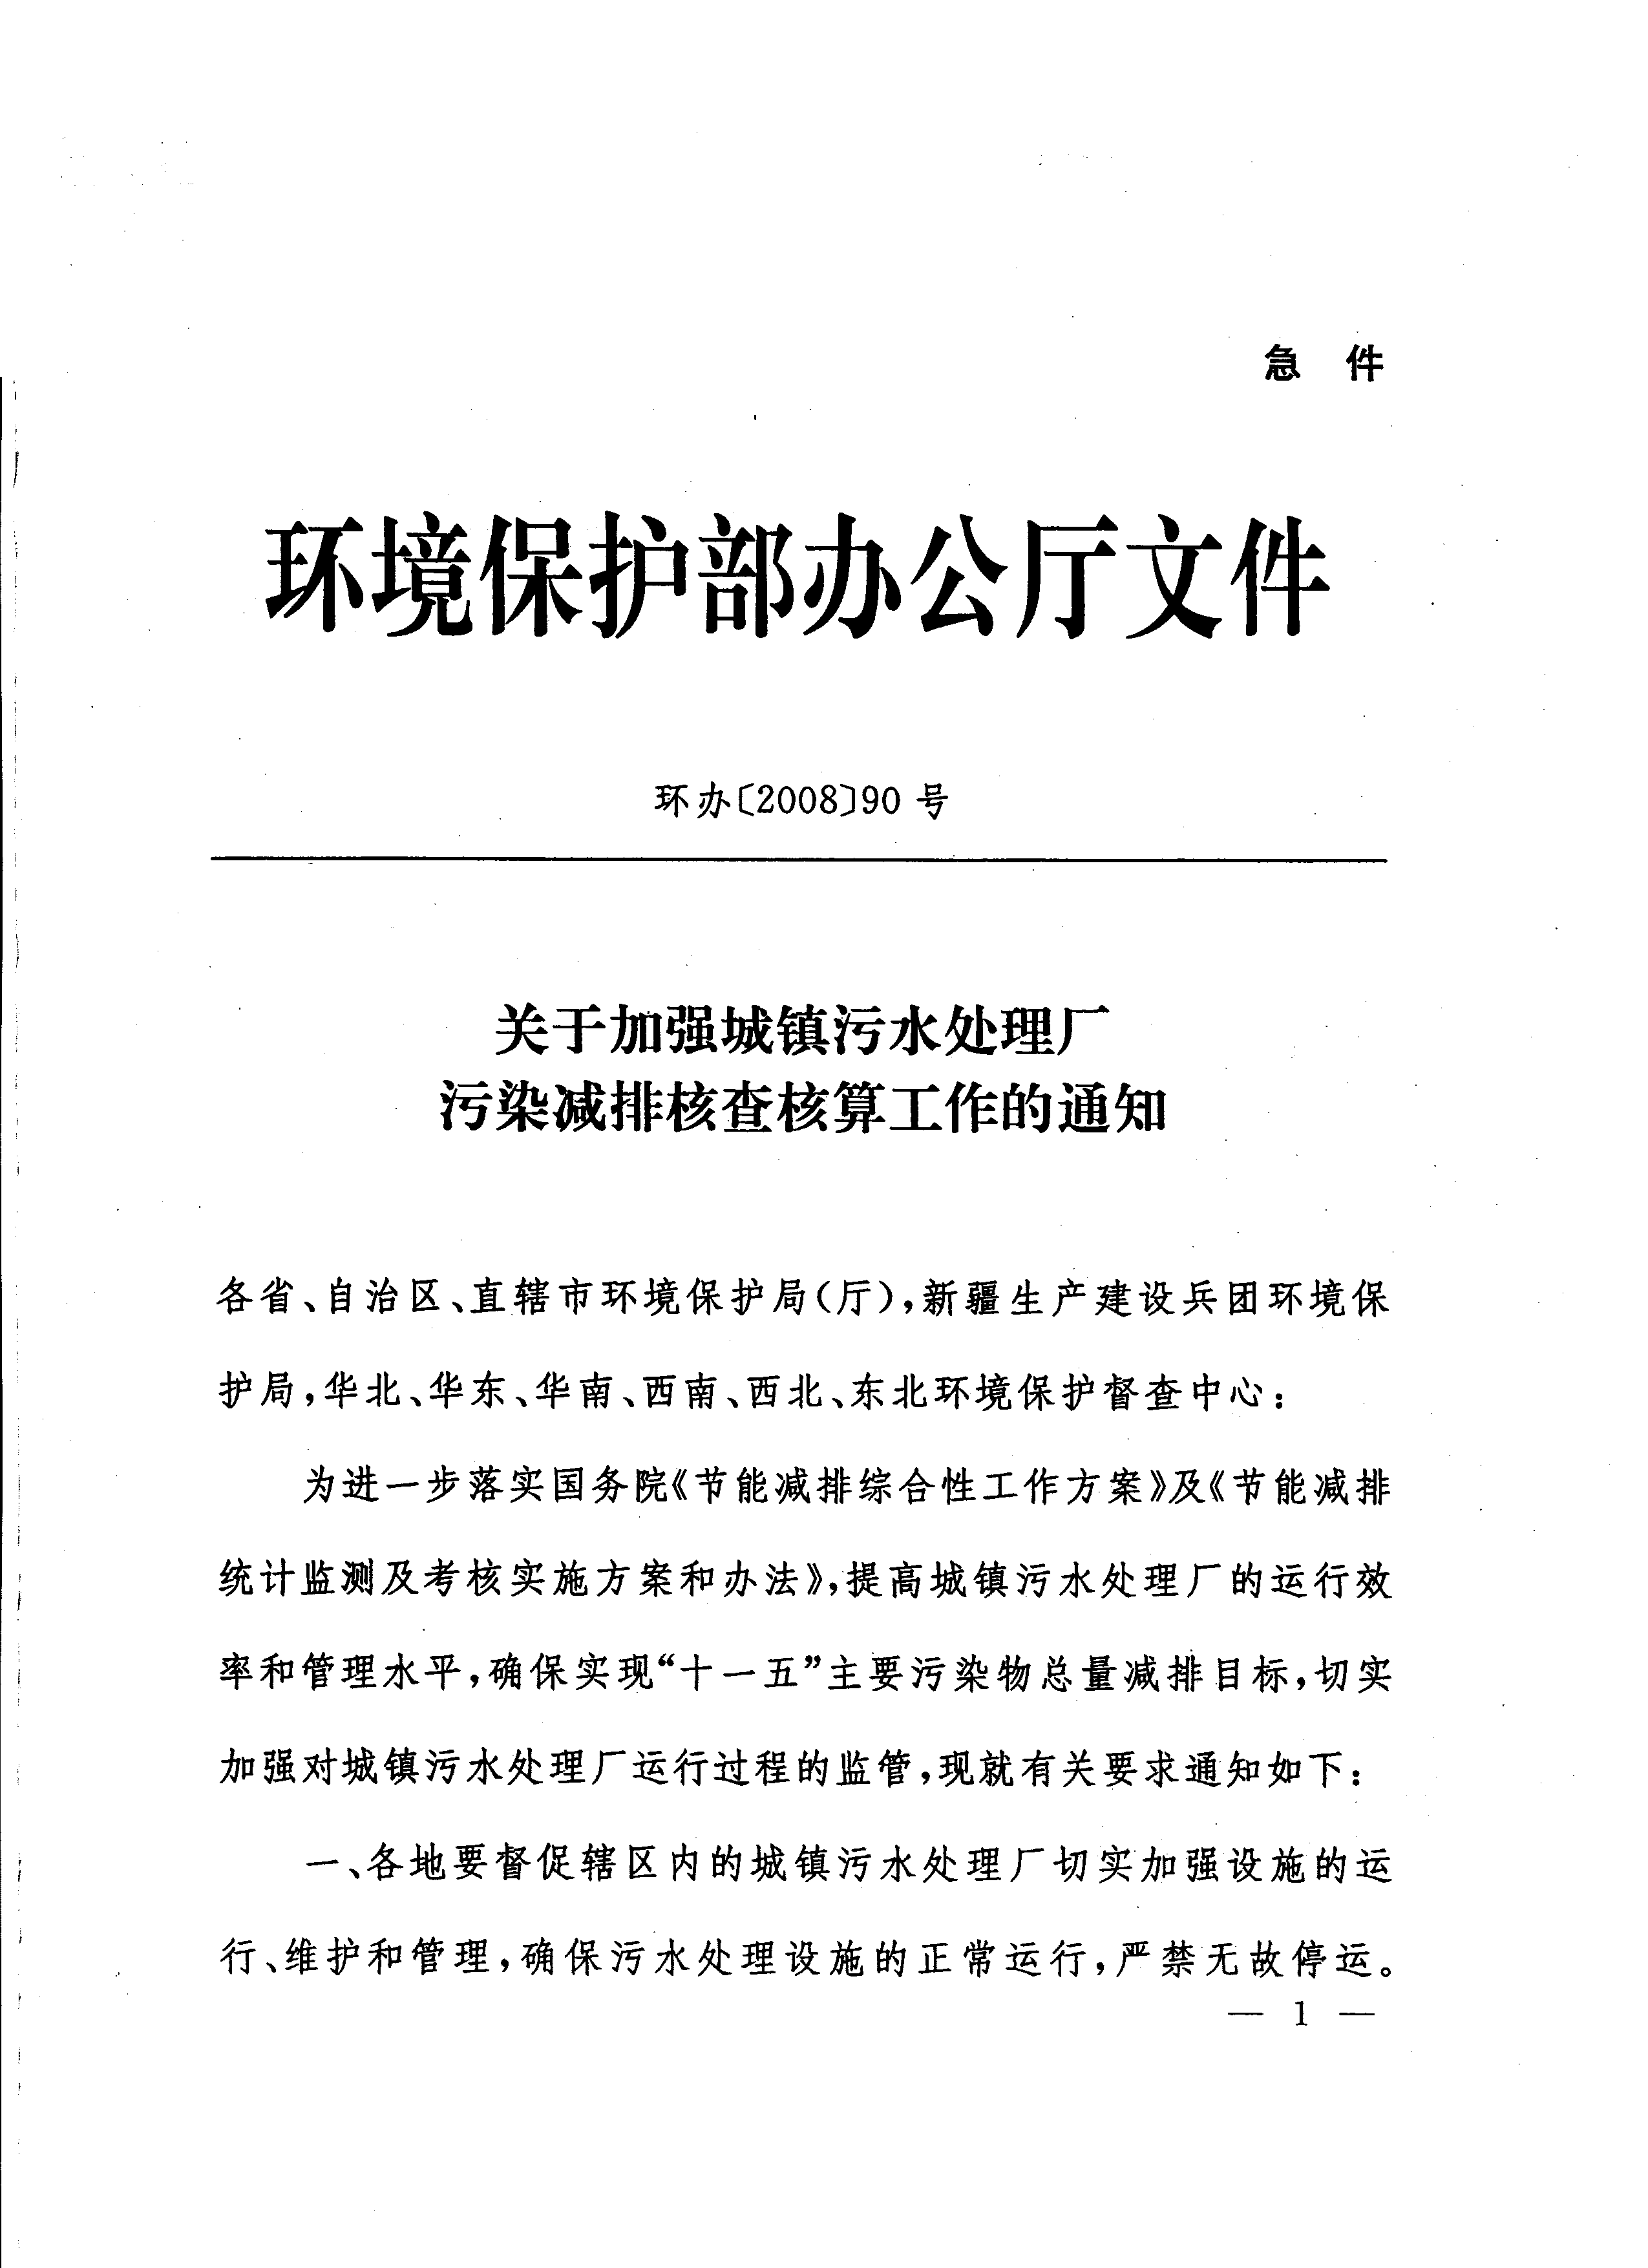 急 件
环境保护部办公厅文件
环办〔2008〕90 号
关于加强城镇污水处理厂
污染减排核查核算工作的通知
各省、自治区、直辖市环境保护局(厅),新疆生产建设兵团环境保
护局,华北、华东、华南、西南、西北、东北环境保护督查中心:
为进一步落实国务院《节能减排综合性工作方案》及《节能减排
统计监测及考核实施方案和办法》,提高城镇污水处理厂的运行效
率和管理水平,确保实现“十一五”主要污染物总量减排目标,切实
加强对城镇污水处理厂运行过程的监管,现就有关要求通知如下:
一、各地要督促辖区内的城镇污水处理厂切实加强设施的运
行、维护和管理,确保污水处理设施的正常运行,严禁无故停运。
— 1 —